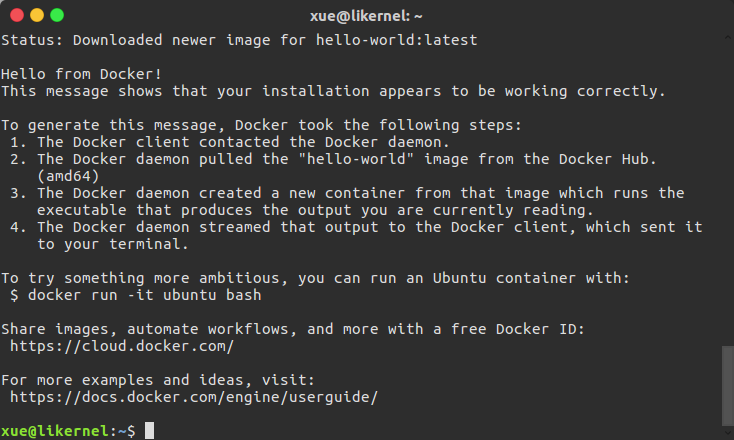 xue@likernel: ~
Status: Downloaded newer image for hello-world:latest
Hello from Docker!
This message shows that your installation appears to be working correctly.
To generate this message, Docker took the following steps:
1. The Docker client contacted the Docker daemon.
2. The Docker daemon pulled the "hello-world" image from the Docker Hub.
(amd64)
3. The Docker daemon created a new container from that image which runs the
executable that produces the output you are currently reading.
4. The Docker daemon streamed that output to the Docker client, which sent it
to your terminal.
To try something more ambitious, you can run an Ubuntu container with:
$ docker run -it ubuntu bash
Share images, automate workflows, and more with a free Docker ID:
https://cloud.docker.com/
For more examples and ideas, visit:
https://docs.docker.com/engine/userguide/
xue@likernel:~$